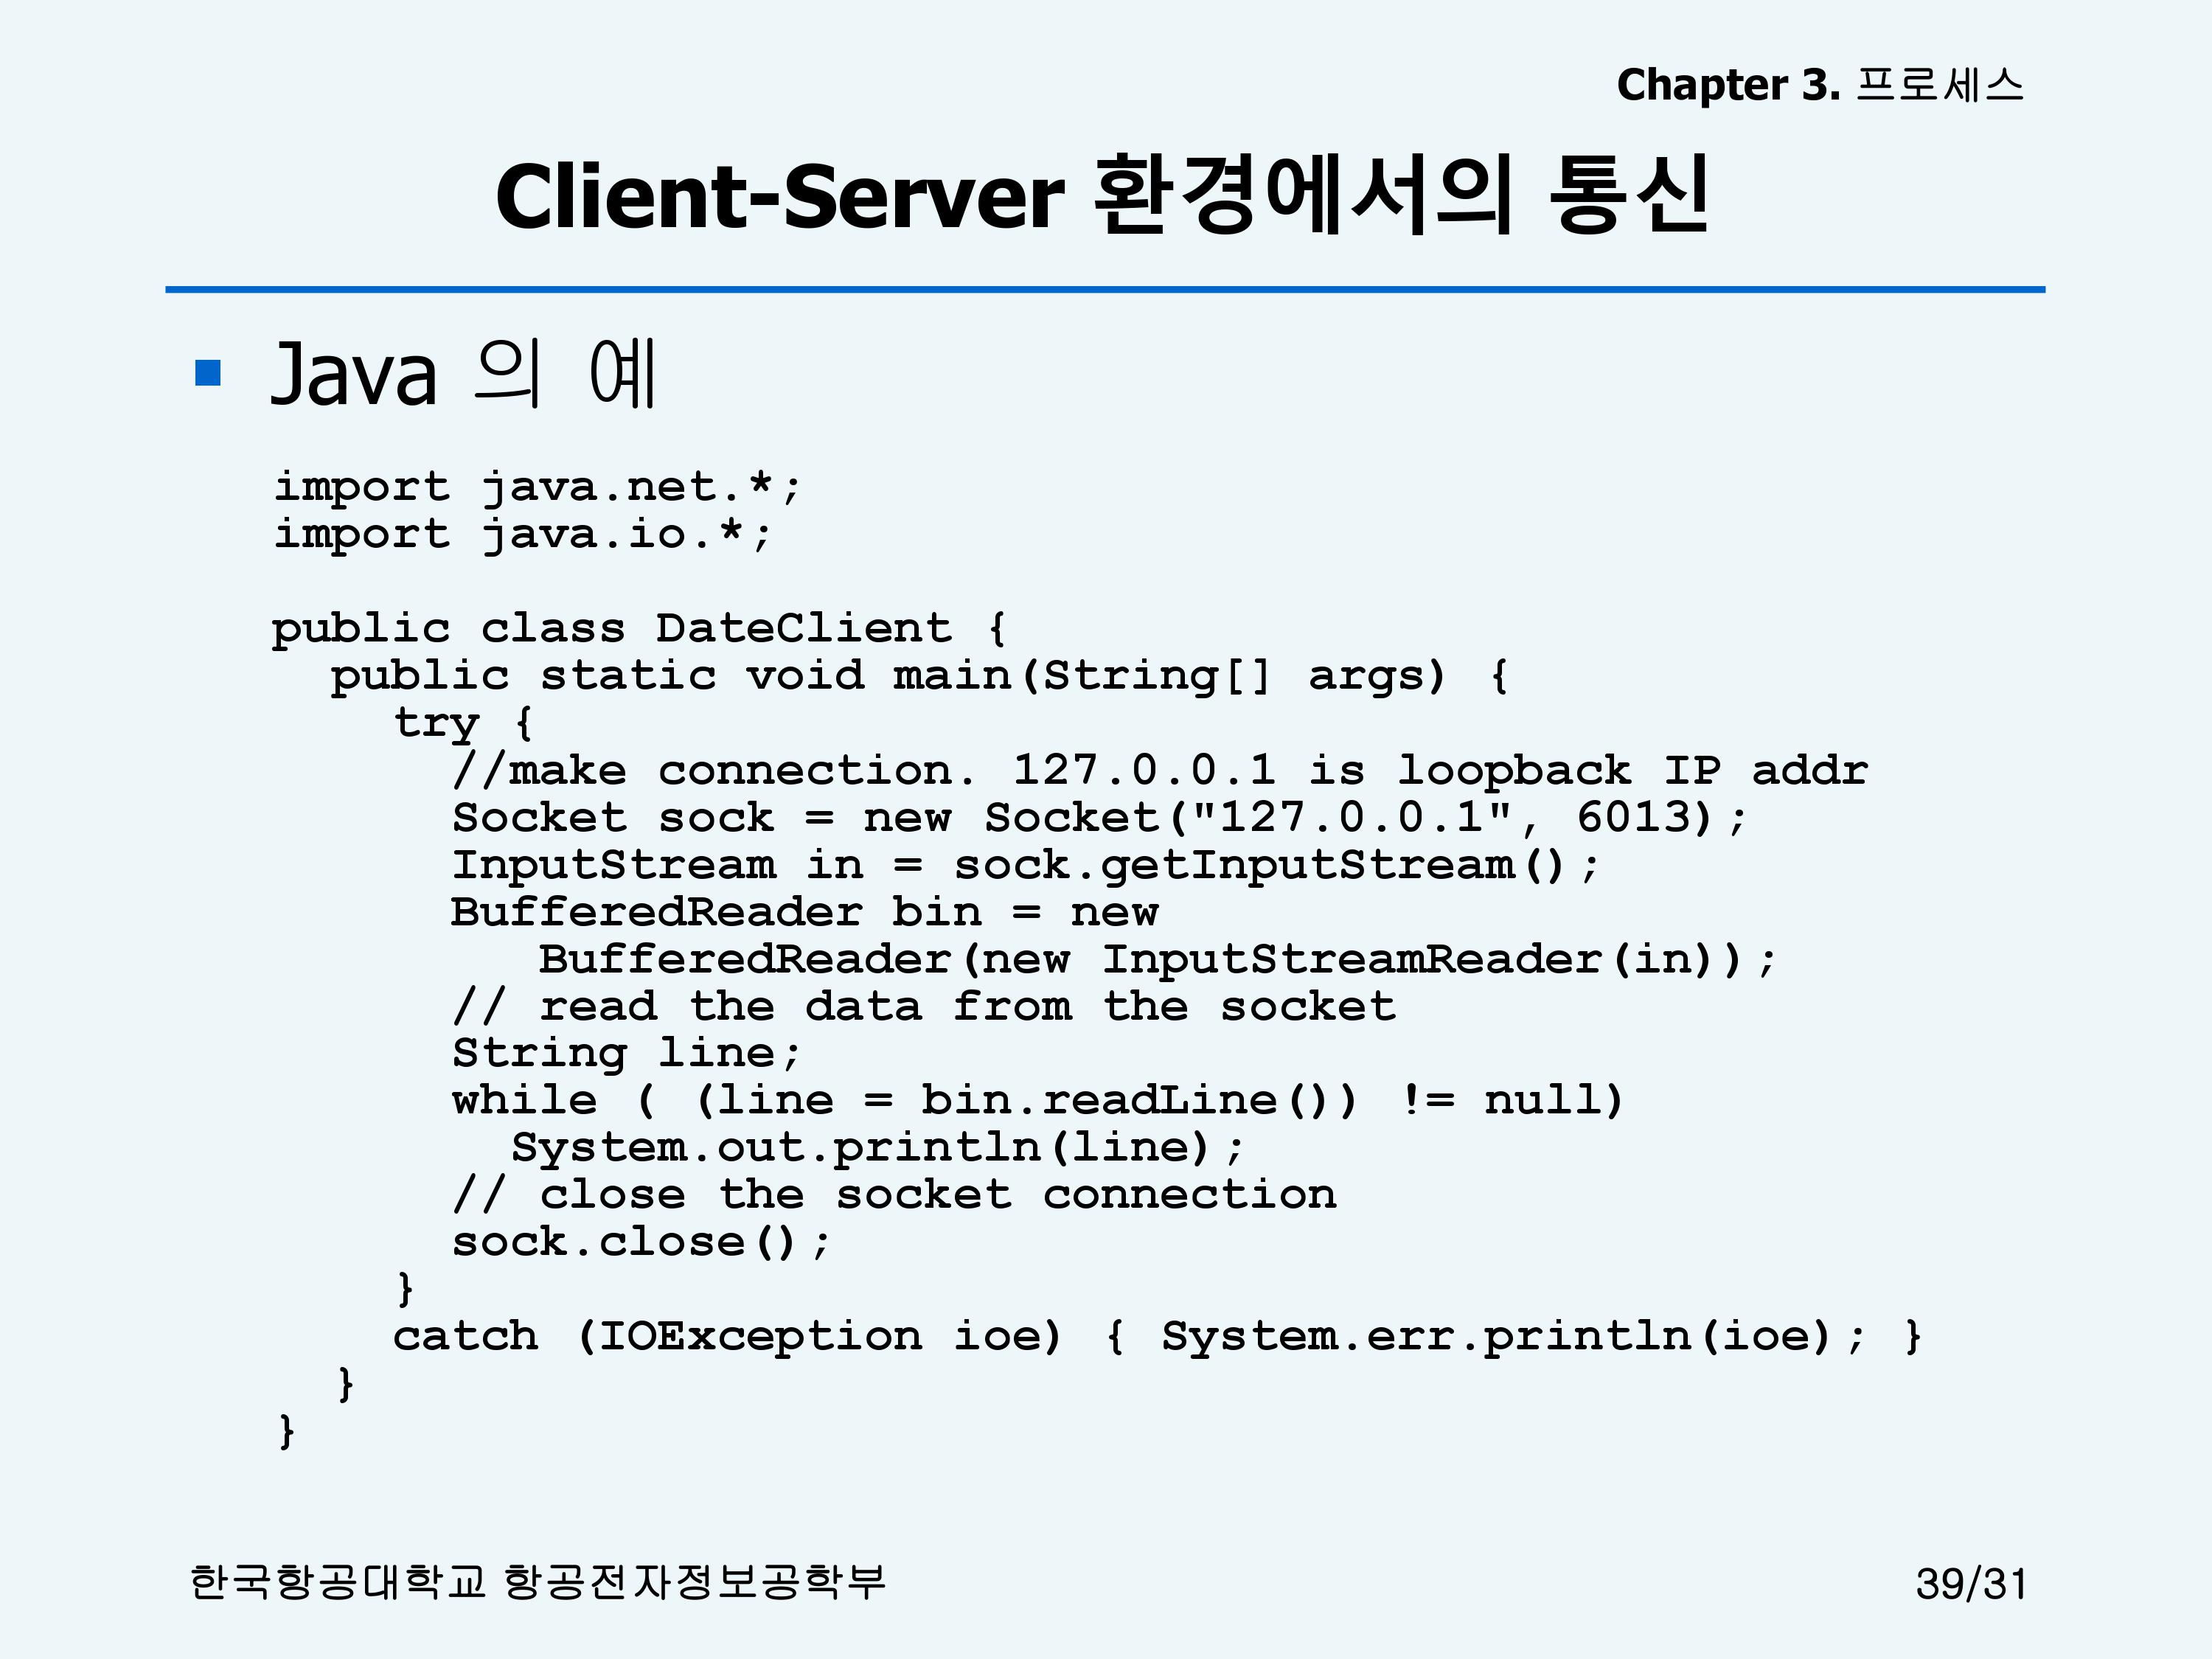 Chapter 3. 프로세스
Client-Server 환경에서의 통신
Java 의 예
import java.net.*;
import java.io.*;
public class DateClient {
public static void main(String[] args) {
try {
//make connection. 127.0.0.1 is loopback IP addr
Socket sock = new Socket("127.0.0.1", 6013);
InputStream in = sock.getInputStream();
BufferedReader bin = new
BufferedReader(new InputStreamReader(in));
// read the data from the socket
String line;
while ( (line = bin.readLine()) != null)
System.out.println(line);
// close the socket connection
sock.close();
}
catch (IOException ioe) { System.err.println(ioe); }
}
}
한국항공대학교 항공전자정보공학부
39/31